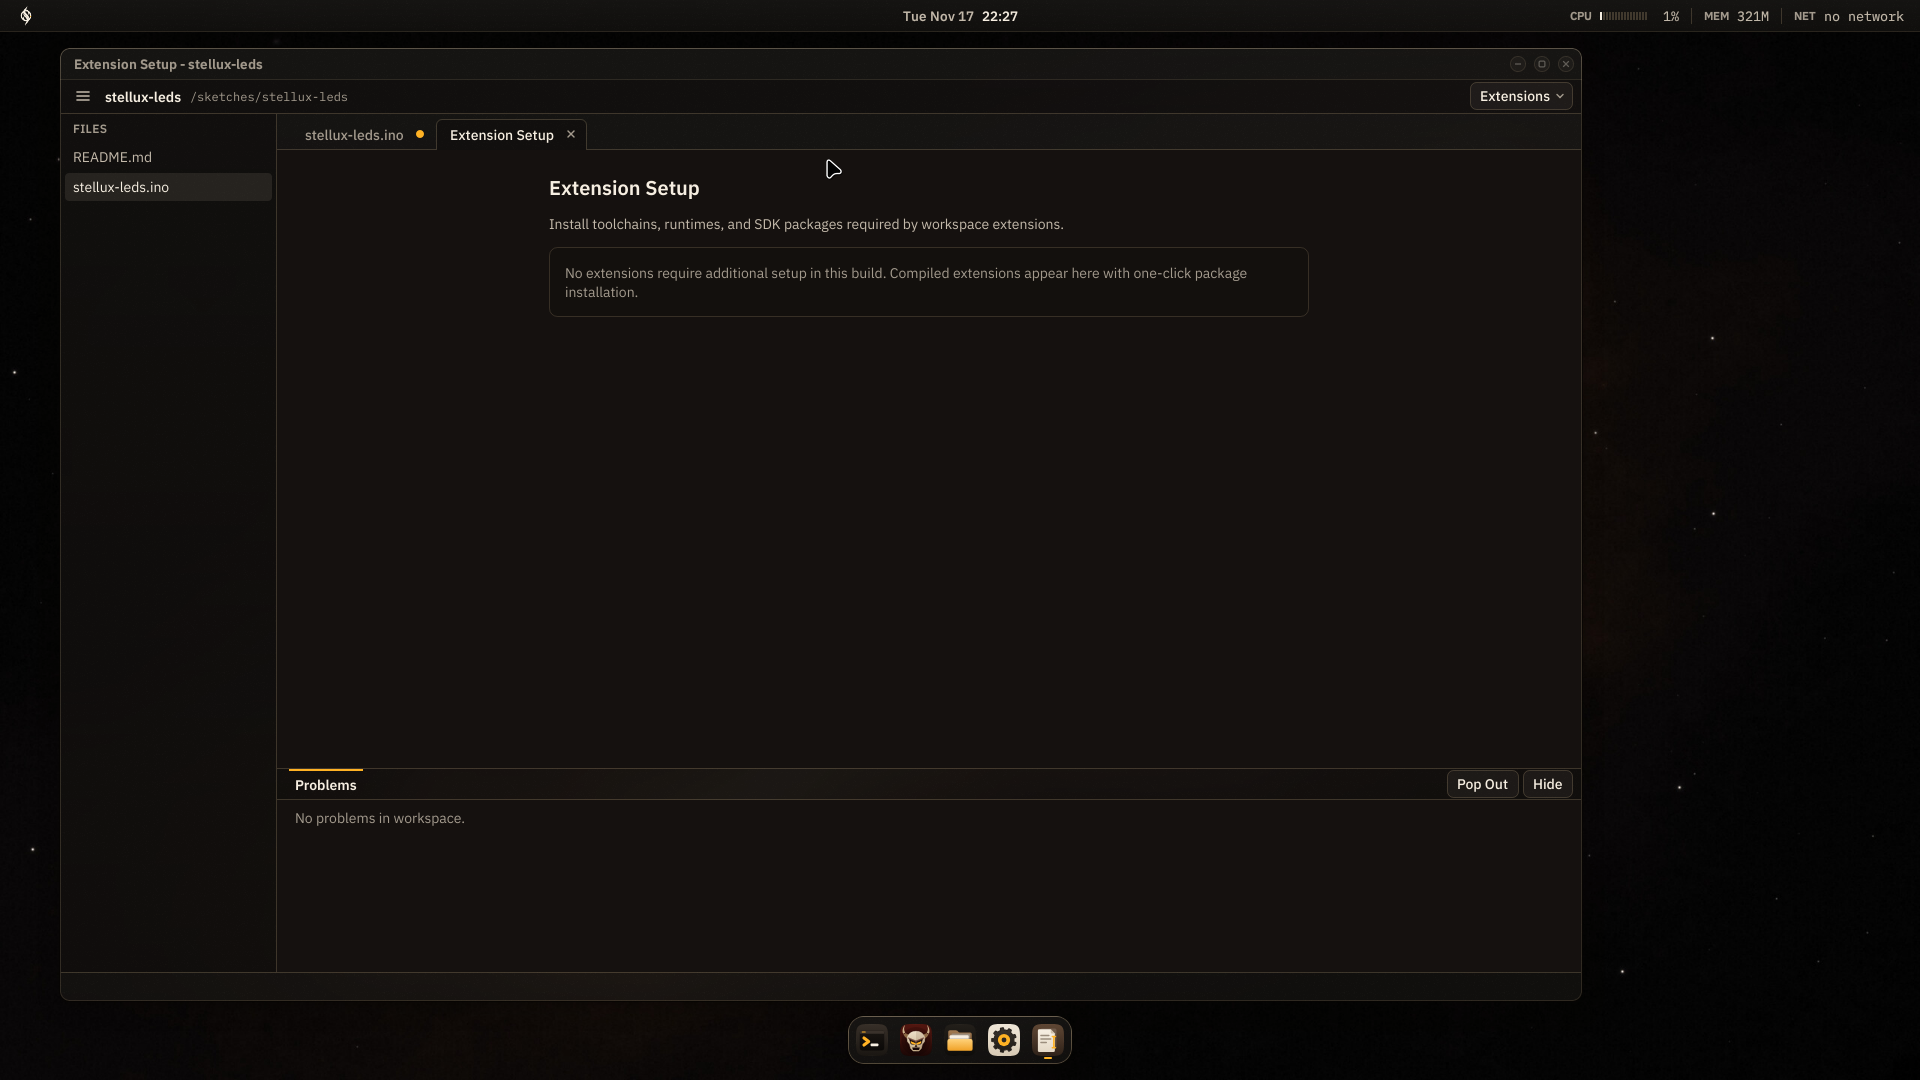 Tue Nov 17 22:27
CPU 1% MEM 321M NET no network
Extension Setup - stellux-leds
stellux-leds /sketches/stellux-leds
Extensions
FILES
README.md
stellux-leds.ino
stellux-leds.ino
Extension Setup
Extension Setup
Install toolchains, runtimes, and SDK packages required by workspace extensions.
No extensions require additional setup in this build. Compiled extensions appear here with one-click package
installation.
Problems
Pop Out
Hide
No problems in workspace.